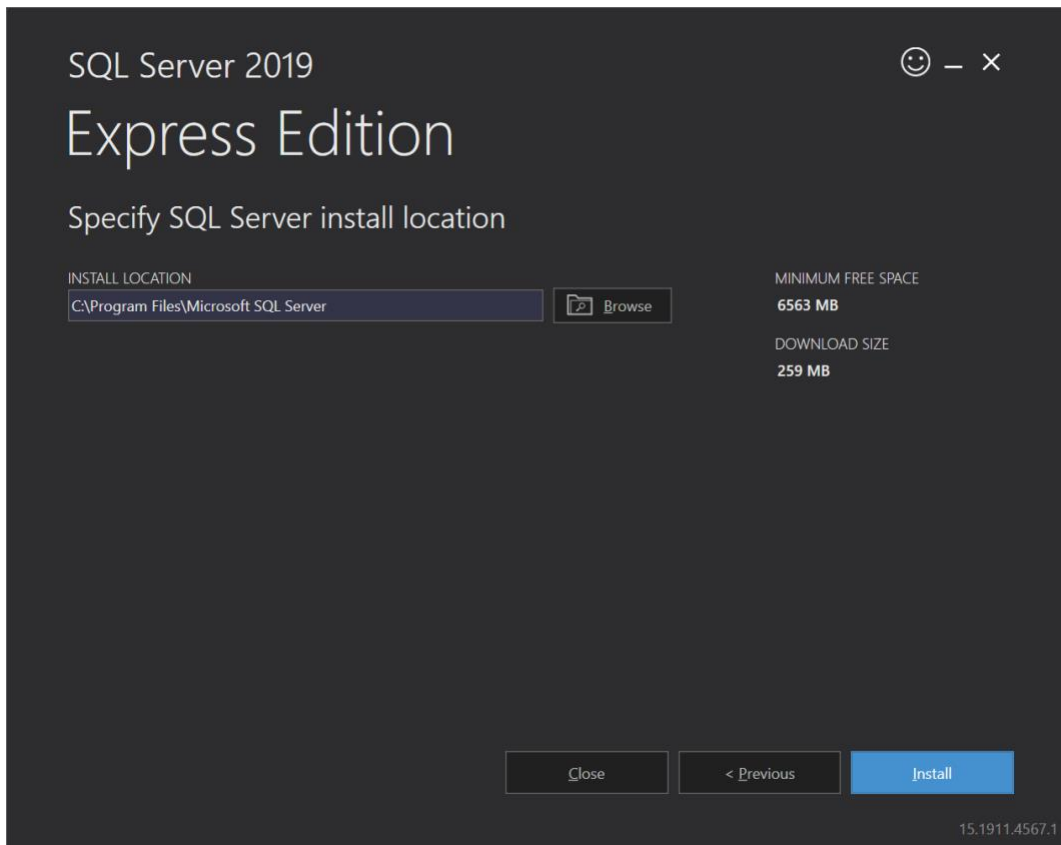 SQL Server 2019
Express Edition
Specify SQL Server install location
INSTALL LOCATION
C:\Program Files\Microsoft SQL Server
Browse
MINIMUM FREE SPACE
6563 MB
DOWNLOAD SIZE
259 MB
Close
< Previous
Install
15.1911.4567.1